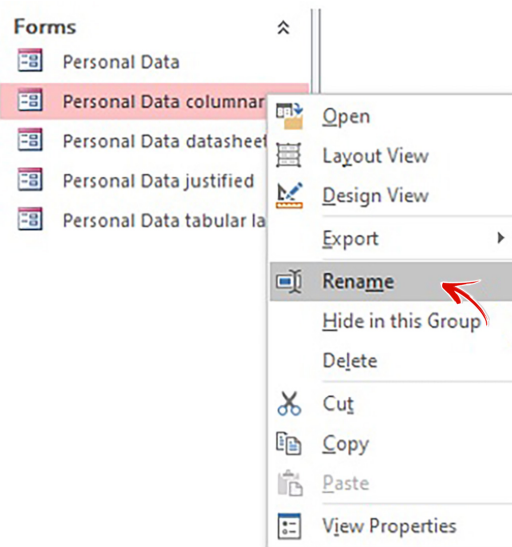 Forms
Personal Data
Personal Data columnar
Personal Data datasheet
Personal Data justified
Personal Data tabular la
Open
Layout View
Design View
Export
Rename
Hide in this Group
Delete
Cut
Copy
Paste
View Properties